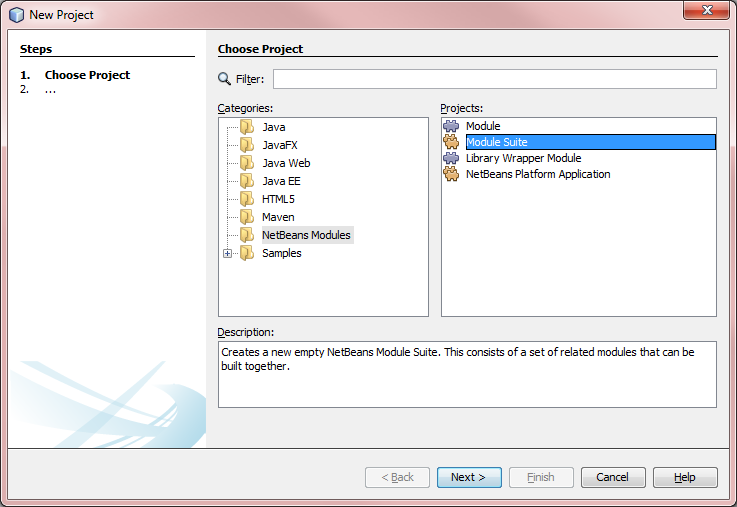 New Project
Steps
1. Choose Project
2. ...
Choose Project
Filter:
Categories:
Java
JavaFX
Java Web
Java EE
HTML5
Maven
NetBeans Modules
Samples
Projects:
Module
Module Suite
Library Wrapper Module
NetBeans Platform Application
Description:
Creates a new empty NetBeans Module Suite. This consists of a set of related modules that can be
built together.
< Back
Next >
Finish
Cancel
Help